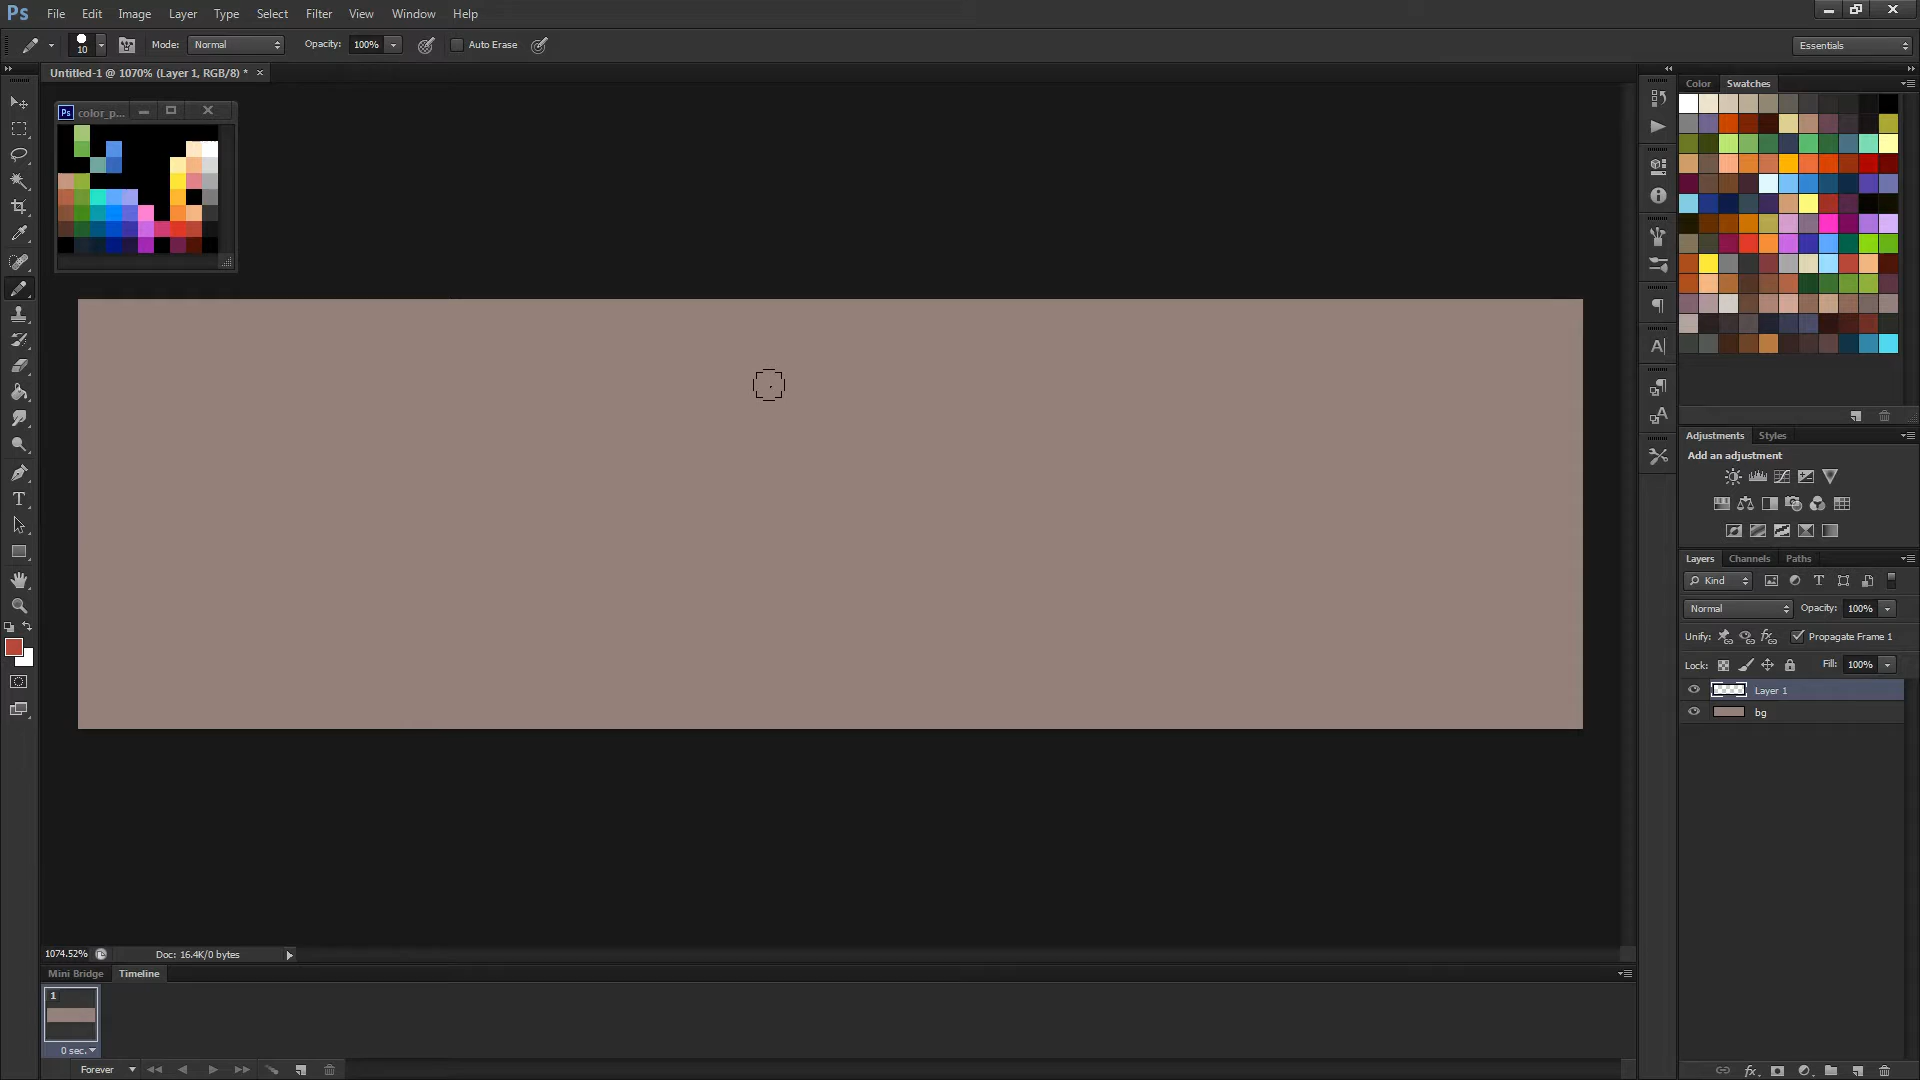 Ps File Edit Image Layer Type Select Filter View Window Help
10 Mode: Normal Opacity: 100% Auto Erase Essentials
Untitled-1 @ 1070% (Layer 1, RGB/8) * ×
Color Swatches
Ps color_p...
Adjustments Styles
Add an adjustment
Layers Channels Paths
Kind
Normal Opacity: 100%
Unify: Propagate Frame 1
Lock: Fill: 100%
Layer 1
bg
1074.52% Doc: 16.4K/0 bytes
Mini Bridge Timeline
1
0 sec.
Forever